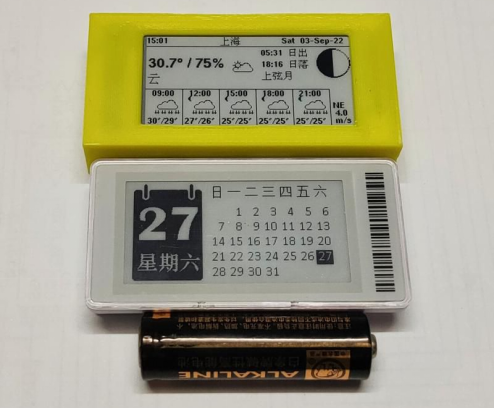 15:01 上海 Sat 03-Sep-22
30.7° / 75%
云
05:31 日出
18:16 日落
上弦月
09:00 12:00 15:00 18:00 21:00
30°/29° 27°/26° 25°/25° 25°/25° 25°/25°
NE
4.0
m/s
27
星期六
日 一 二 三 四 五 六
1 2 3 4 5 6
7 8 9 10 11 12 13
14 15 16 17 18 19 20
21 22 23 24 25 26 27
28 29 30 31
ALKALINE